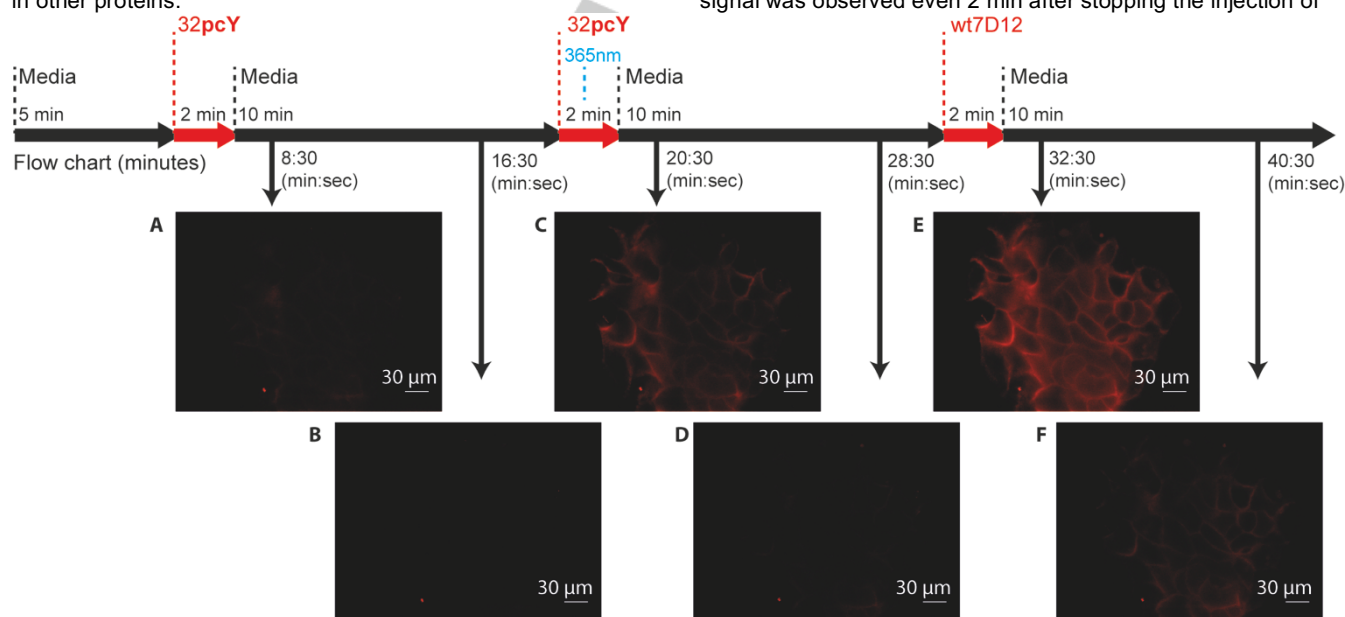 in other proteins.
signal was observed even 2 min after stopping the injection of
32pcY
32pcY
wt7D12
365nm
Media
Media
Media
Media
5 min
2 min
10 min
2 min
10 min
2 min
10 min
Flow chart (minutes)
8:30
(min:sec)
16:30
(min:sec)
20:30
(min:sec)
28:30
(min:sec)
32:30
(min:sec)
40:30
(min:sec)
A
30 µm
C
30 µm
E
30 µm
B
30 µm
D
30 µm
F
30 µm